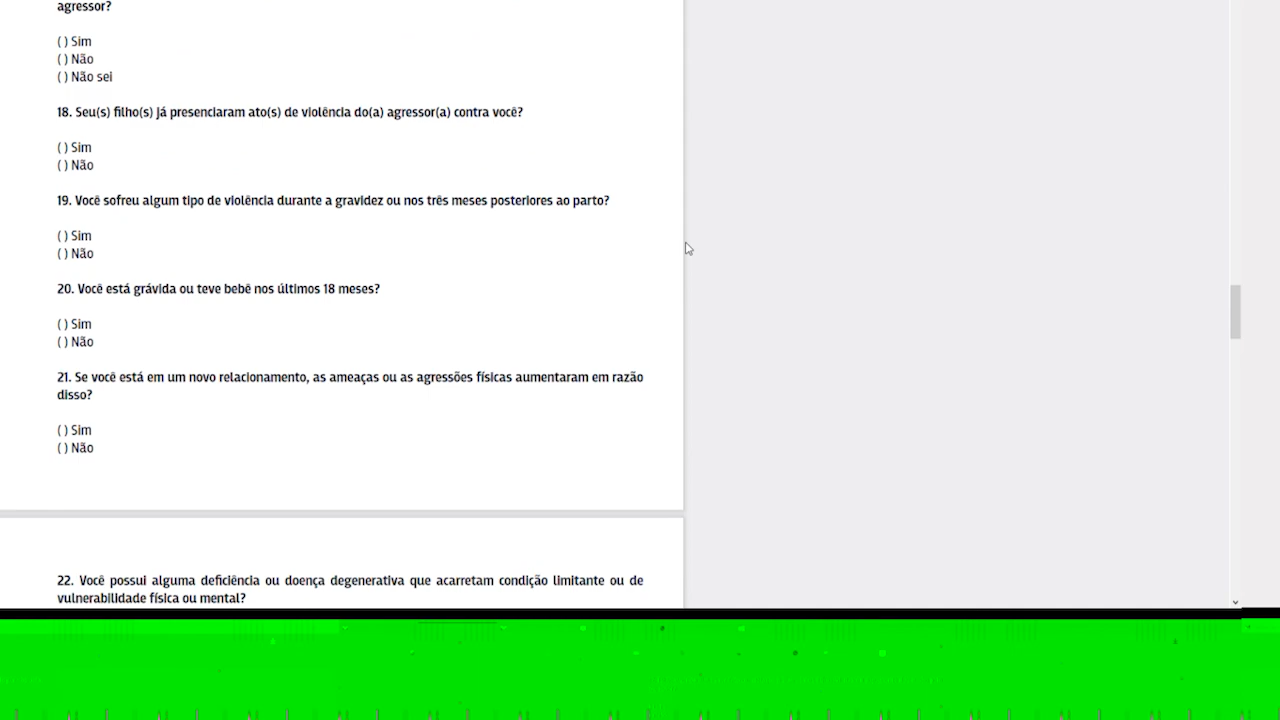 agressor?
( ) Sim
( ) Não
( ) Não sei
18. Seu(s) filho(s) já presenciaram ato(s) de violência do(a) agressor(a) contra você?
( ) Sim
( ) Não
19. Você sofreu algum tipo de violência durante a gravidez ou nos três meses posteriores ao parto?
( ) Sim
( ) Não
20. Você está grávida ou teve bebê nos últimos 18 meses?
( ) Sim
( ) Não
21. Se você está em um novo relacionamento, as ameaças ou as agressões físicas aumentaram em razão
disso?
( ) Sim
( ) Não
22. Você possui alguma deficiência ou doença degenerativa que acarretam condição limitante ou de
vulnerabilidade física ou mental?